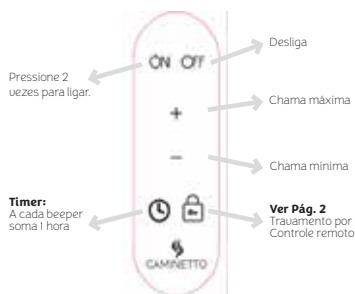 Desliga
ON OFF
Pressione 2
vezes para ligar.
+
Chama máxima
−
Chama mínima
Timer:
A cada beeper
soma 1 hora
Ver Pág. 2
Travamento por
Controle remoto
CAMINETTO